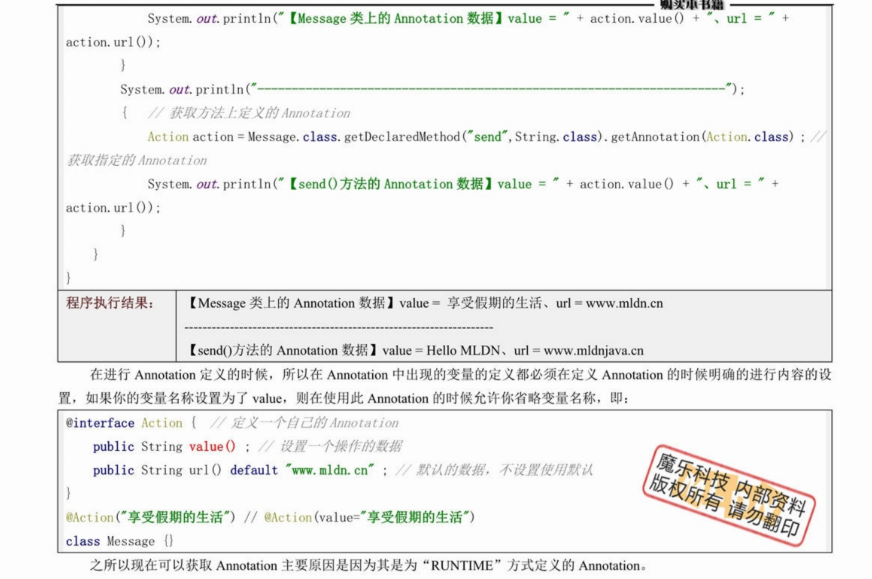 购买本书籍
System.out.println("【Message 类上的 Annotation 数据】value = " + action.value() + "、url = " +
action.url());
}
System.out.println("--------------------------------------------------------------------");
{ // 获取方法上定义的 Annotation
Action action = Message.class.getDeclaredMethod("send",String.class).getAnnotation(Action.class) ; //
获取指定的 Annotation
System.out.println("【send()方法的 Annotation 数据】value = " + action.value() + "、url = " +
action.url());
}
}
}
程序执行结果: 【Message 类上的 Annotation 数据】value = 享受假期的生活、url = www.mldn.cn
--------------------------------------------------------------------
【send()方法的 Annotation 数据】value = Hello MLDN、url = www.mldnjava.cn
在进行 Annotation 定义的时候,所以在 Annotation 中出现的变量的定义都必须在定义 Annotation 的时候明确的进行内容的设
置,如果你的变量名称设置为了 value,则在使用此 Annotation 的时候允许你省略变量名称,即:
@interface Action { // 定义一个自己的 Annotation
public String value() ; // 设置一个操作的数据
public String url() default "www.mldn.cn" ; // 默认的数据,不设置使用默认
}
@Action("享受假期的生活") // @Action(value="享受假期的生活")
class Message {}
魔乐科技 内部资料
版权所有 请勿翻印
之所以现在可以获取 Annotation 主要原因是因为其是为“RUNTIME”方式定义的 Annotation。